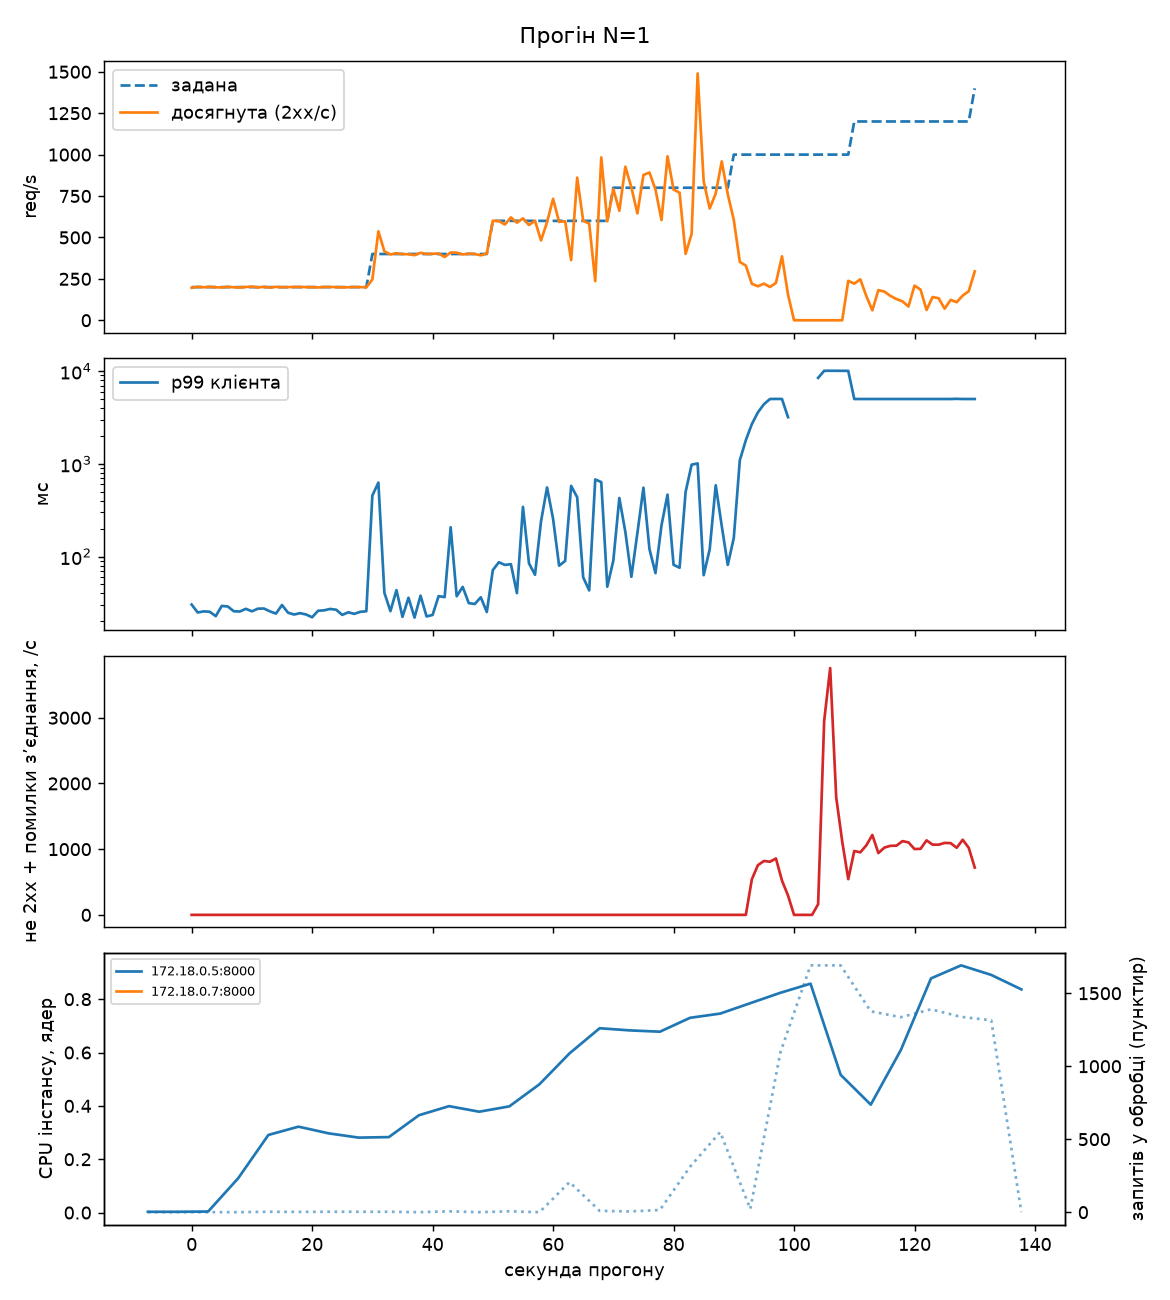 Прогін N=1
задана
досягнута (2xx/с)
req/s
1500
1250
1000
750
500
250
0
p99 клієнта
мс
10⁴
10³
10²
не 2xx + помилки з’єднання, /с
3000
2000
1000
0
172.18.0.5:8000
172.18.0.7:8000
CPU інстансу, ядер
0.8
0.6
0.4
0.2
0.0
1500
1000
500
0
запитів у обробці (пунктир)
0 20 40 60 80 100 120 140
секунда прогону